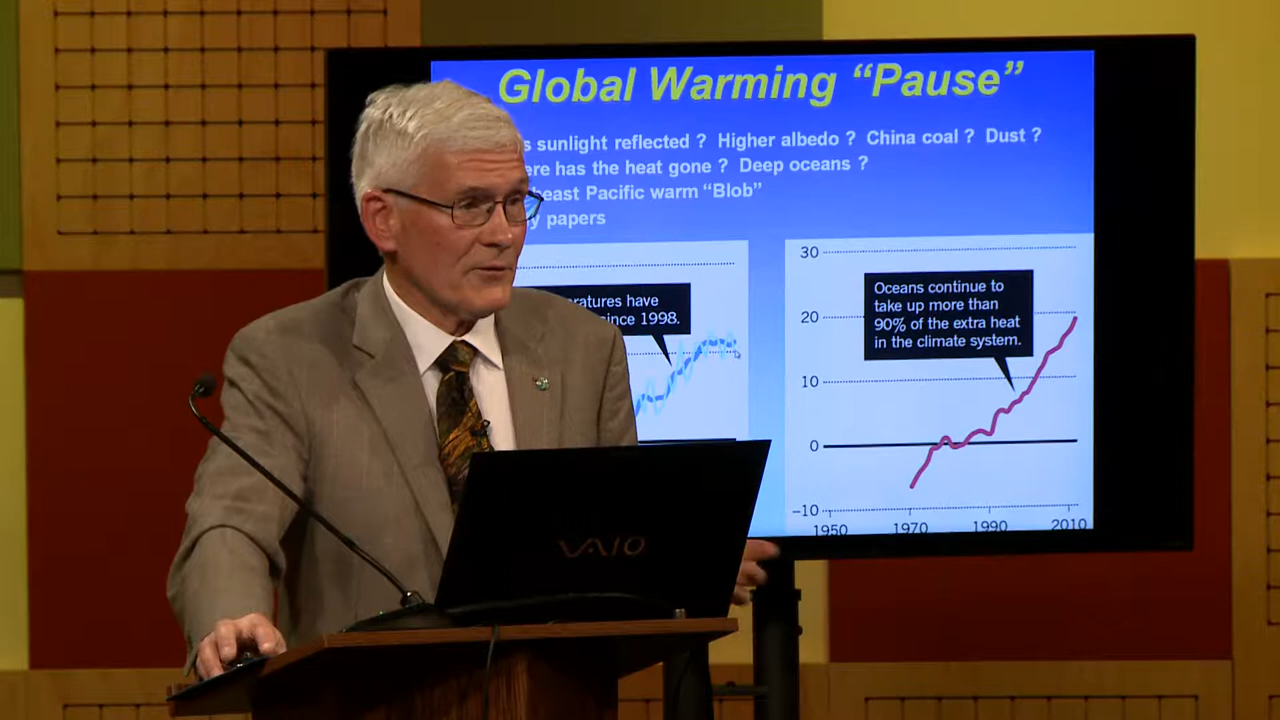 Global Warming “Pause”
s sunlight reflected ? Higher albedo ? China coal ? Dust ?
ere has the heat gone ? Deep oceans ?
heast Pacific warm “Blob”
y papers
ratures have
since 1998.
30
20
10
0
−10
Oceans continue to
take up more than
90% of the extra heat
in the climate system.
1950 1970 1990 2010
VAIO